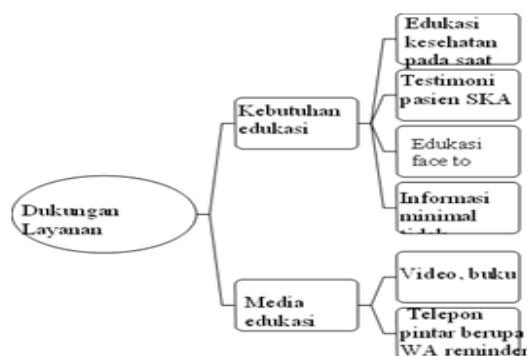 Edukasi
kesehatan
pada saat
Testimoni
pasien SKA
Kebutuhan
edukasi
Edukasi
face to
Informasi
minimal
tidak
Dukungan
Layanan
Video, buku
Media
edukasi
Telepon
pintar berupa
WA reminder